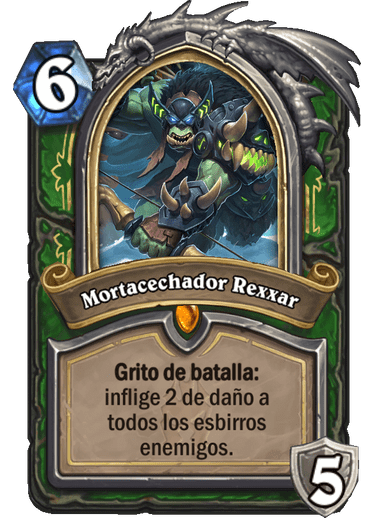 6
Mortacechador Rexxar
Grito de batalla:
inflige 2 de daño a
todos los esbirros
enemigos.
5